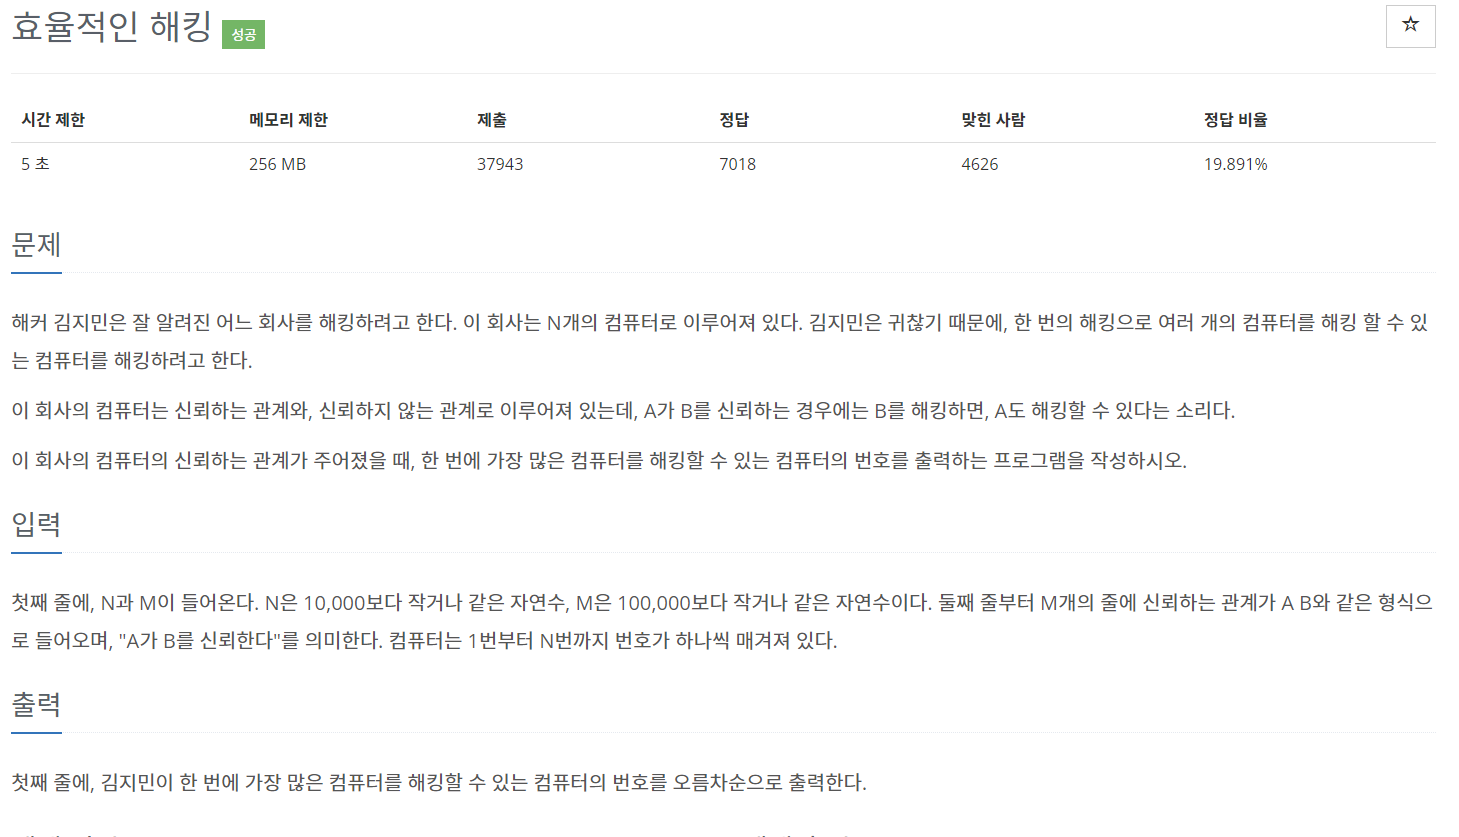 효율적인 해킹 성공
시간 제한 메모리 제한 제출 정답 맞힌 사람 정답 비율
5 초 256 MB 37943 7018 4626 19.891%
문제
해커 김지민은 잘 알려진 어느 회사를 해킹하려고 한다. 이 회사는 N개의 컴퓨터로 이루어져 있다. 김지민은 귀찮기 때문에, 한 번의 해킹으로 여러 개의 컴퓨터를 해킹 할 수 있
는 컴퓨터를 해킹하려고 한다.
이 회사의 컴퓨터는 신뢰하는 관계와, 신뢰하지 않는 관계로 이루어져 있는데, A가 B를 신뢰하는 경우에는 B를 해킹하면, A도 해킹할 수 있다는 소리다.
이 회사의 컴퓨터의 신뢰하는 관계가 주어졌을 때, 한 번에 가장 많은 컴퓨터를 해킹할 수 있는 컴퓨터의 번호를 출력하는 프로그램을 작성하시오.
입력
첫째 줄에, N과 M이 들어온다. N은 10,000보다 작거나 같은 자연수, M은 100,000보다 작거나 같은 자연수이다. 둘째 줄부터 M개의 줄에 신뢰하는 관계가 A B와 같은 형식으
로 들어오며, "A가 B를 신뢰한다"를 의미한다. 컴퓨터는 1번부터 N번까지 번호가 하나씩 매겨져 있다.
출력
첫째 줄에, 김지민이 한 번에 가장 많은 컴퓨터를 해킹할 수 있는 컴퓨터의 번호를 오름차순으로 출력한다.